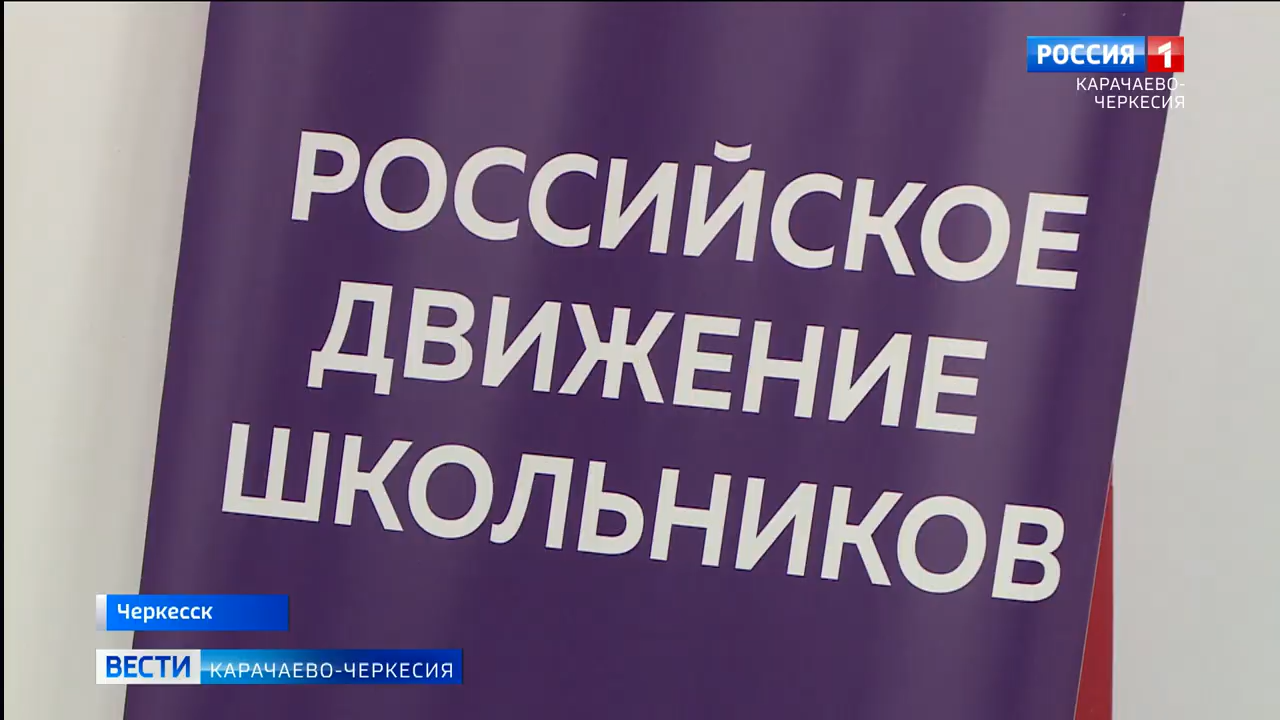 РОССИЯ 1
КАРАЧАЕВО-
ЧЕРКЕСИЯ
РОССИЙСКОЕ
ДВИЖЕНИЕ
ШКОЛЬНИКОВ
Черкесск
ВЕСТИ КАРАЧАЕВО-ЧЕРКЕСИЯ